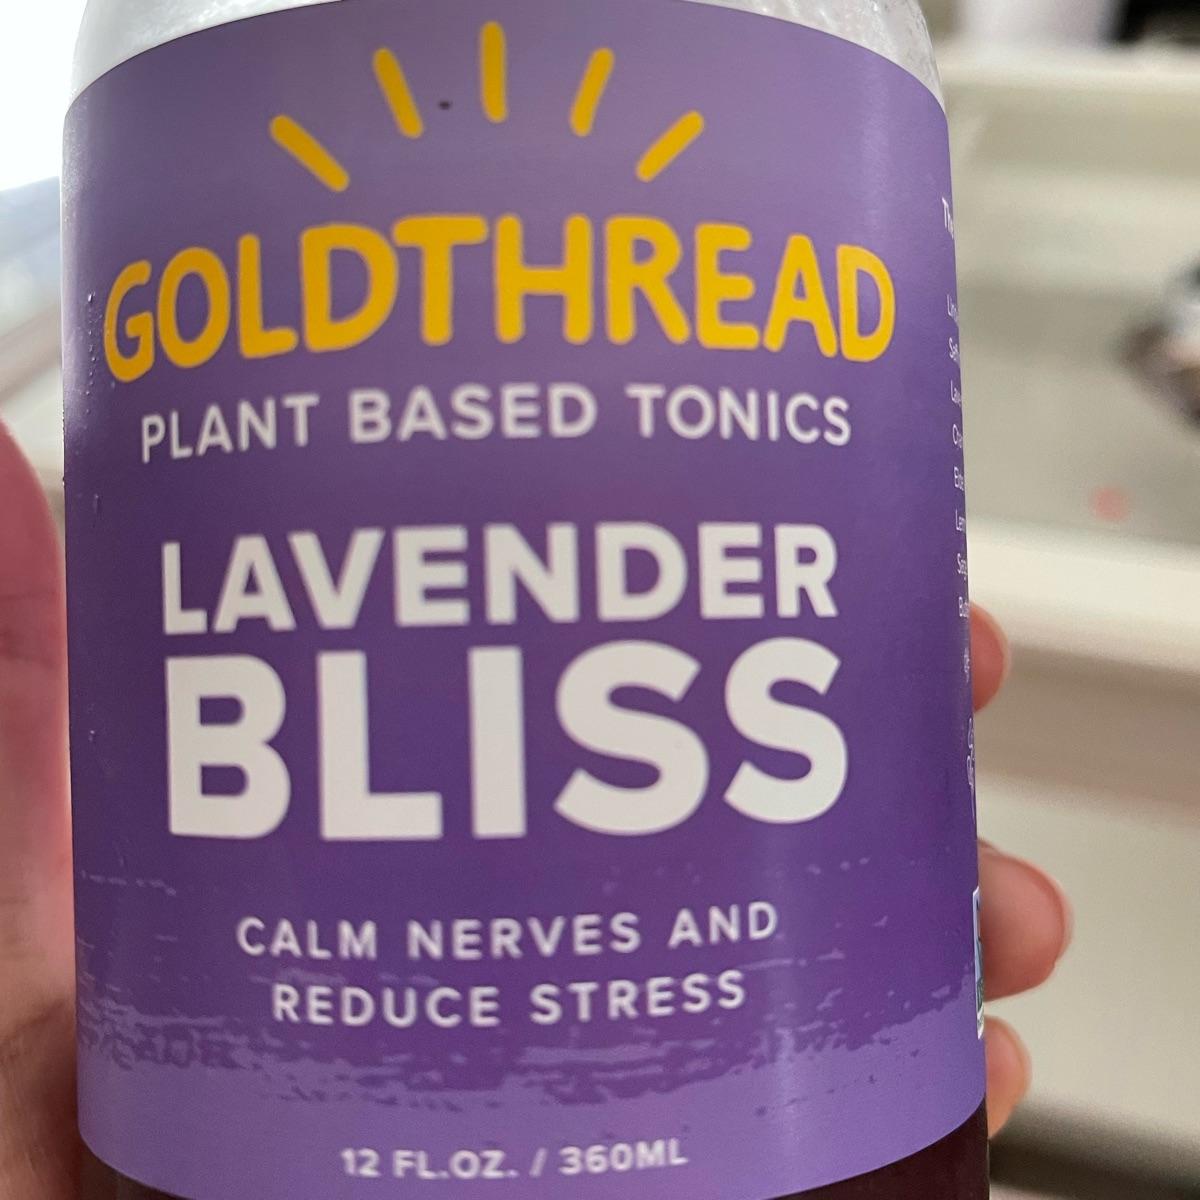 GOLDTHREAD
PLANT BASED TONICS
LAVENDER
BLISS
CALM NERVES AND
REDUCE STRESS
12 FL.OZ. / 360ML